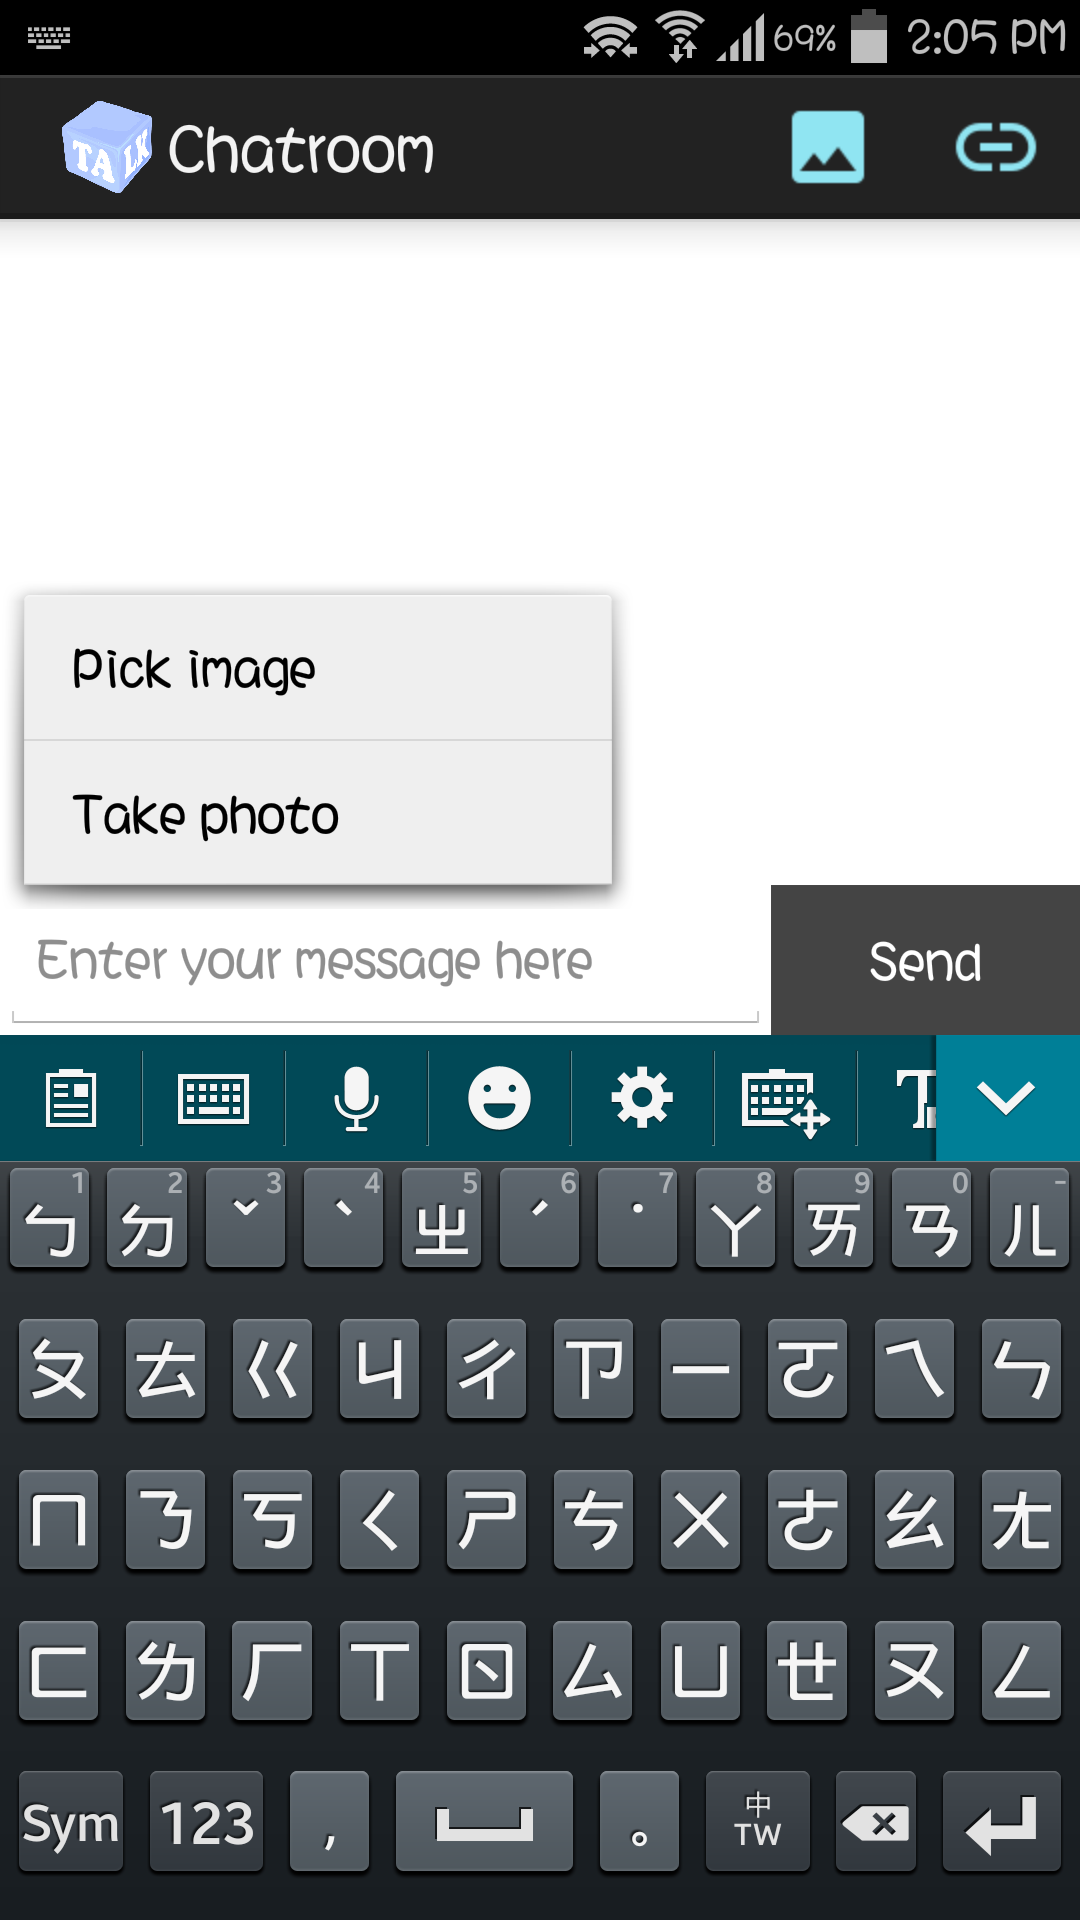 69% 2:05 PM
TALK Chatroom
Pick image
Take photo
Enter your message here Send
1 2 3 4 5 6 7 8 9 0 -
ㄅ ㄉ ˇ ˋ ㄓ ˊ ˙ ㄚ ㄞ ㄢ ㄦ
ㄆ ㄊ ㄍ ㄐ ㄔ ㄗ ㄧ ㄛ ㄟ ㄣ
ㄇ ㄋ ㄎ ㄑ ㄕ ㄘ ㄨ ㄜ ㄠ ㄤ
ㄈ ㄌ ㄏ ㄒ ㄖ ㄙ ㄩ ㄝ ㄡ ㄥ
Sym 123 , 。 中 TW